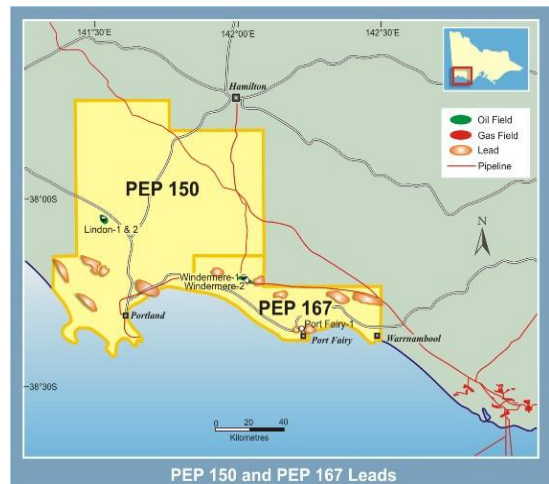 141°30'E
142°00'E
142°30'E
Hamilton
Oil Field
Gas Field
Lead
Pipeline
PEP 150
38°00'S
N
Lindon-1 & 2
Windermere-1
Windermere-2
PEP 167
Portland
Port Fairy-1
Port Fairy
Warrnambool
38°30'S
0 20 40
Kilometres
PEP 150 and PEP 167 Leads